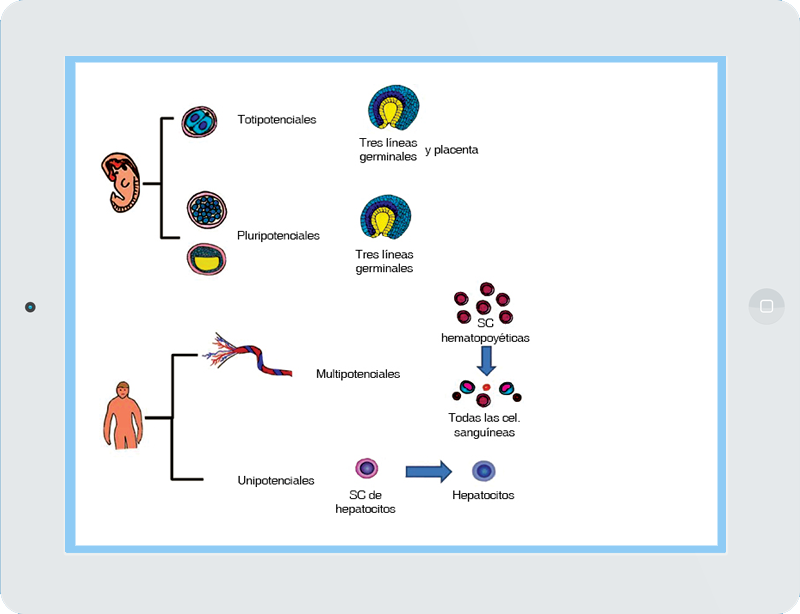 Totipotenciales
Tres líneas
germinales
y placenta
Pluripotenciales
Tres líneas
germinales
SC
hematopoyéticas
Multipotenciales
Todas las cel.
sanguíneas
Unipotenciales
SC de
hepatocitos
Hepatocitos